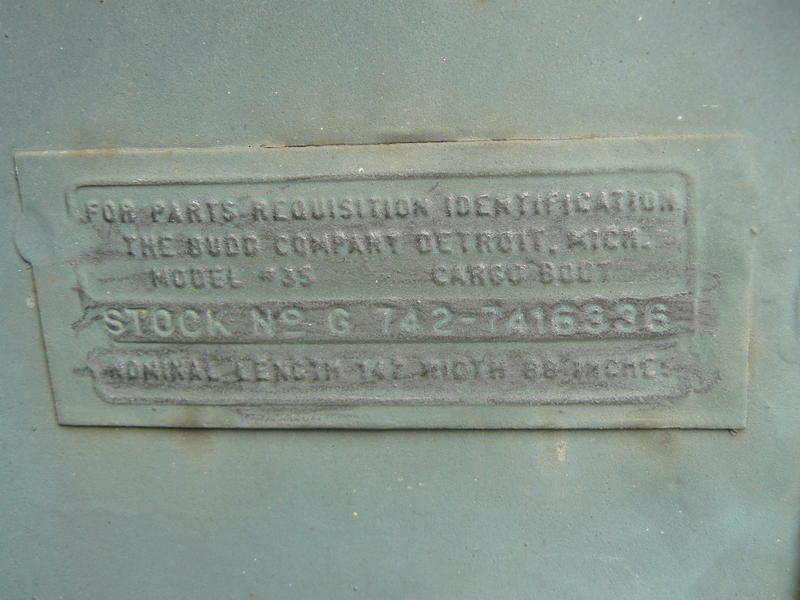 FOR PARTS REQUISITION IDENTIFICATION
THE BUDD COMPANY DETROIT, MICH.
MODEL #35 CARGO BODY
STOCK No G 742-7416336
NOMINAL LENGTH 147 WIDTH 88 INCHES